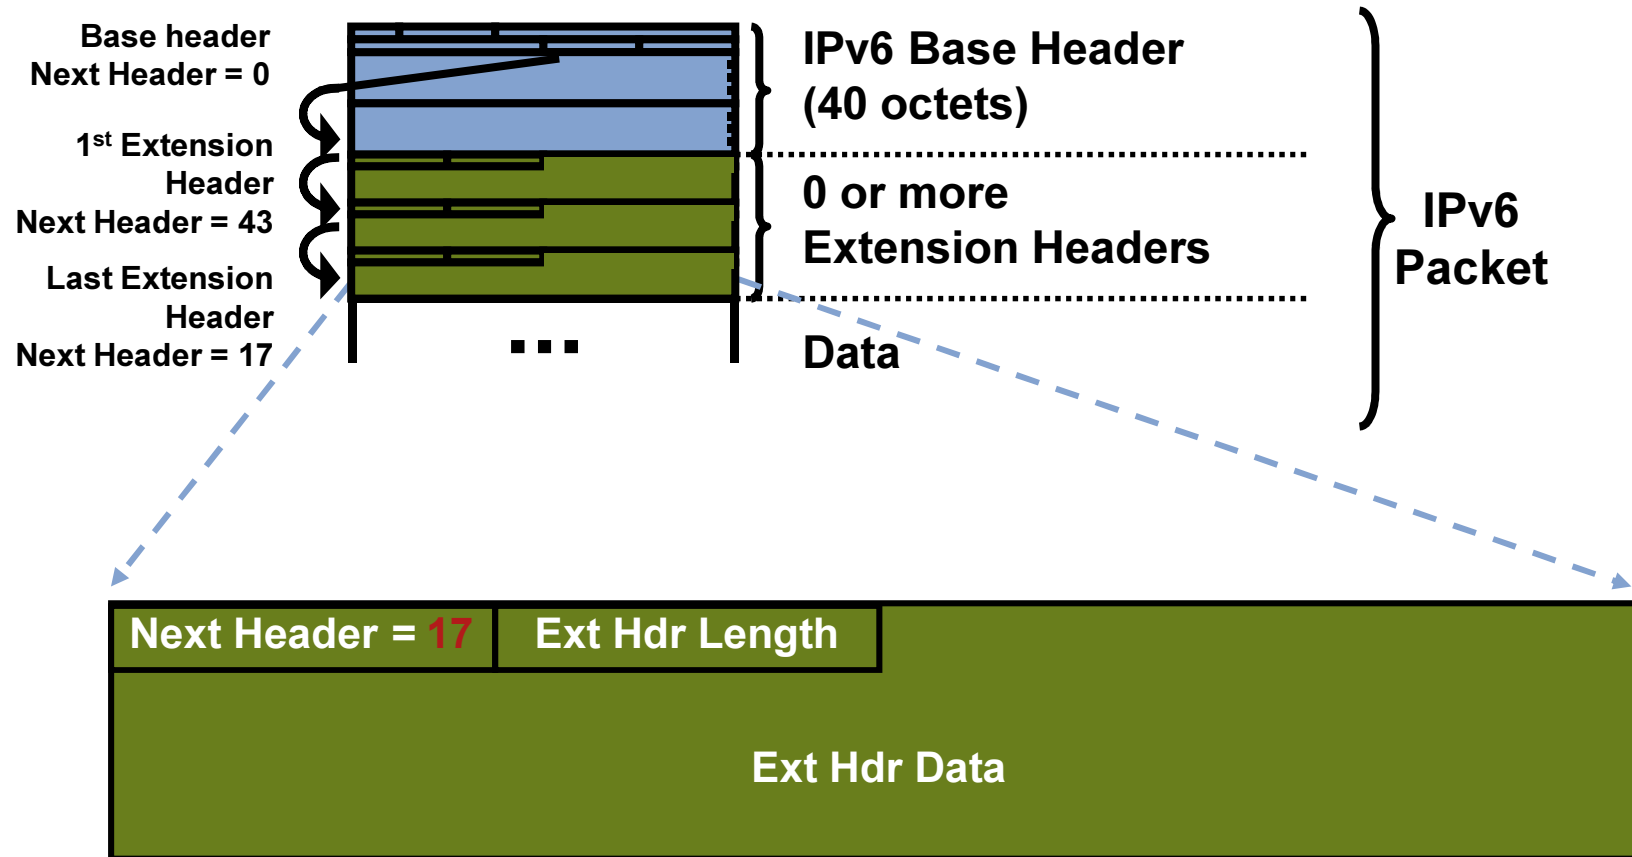 Base header
Next Header = 0
1st Extension
Header
Next Header = 43
Last Extension
Header
Next Header = 17
IPv6 Base Header
(40 octets)
0 or more
Extension Headers
Data
...
IPv6
Packet
Next Header = 17
Ext Hdr Length
Ext Hdr Data